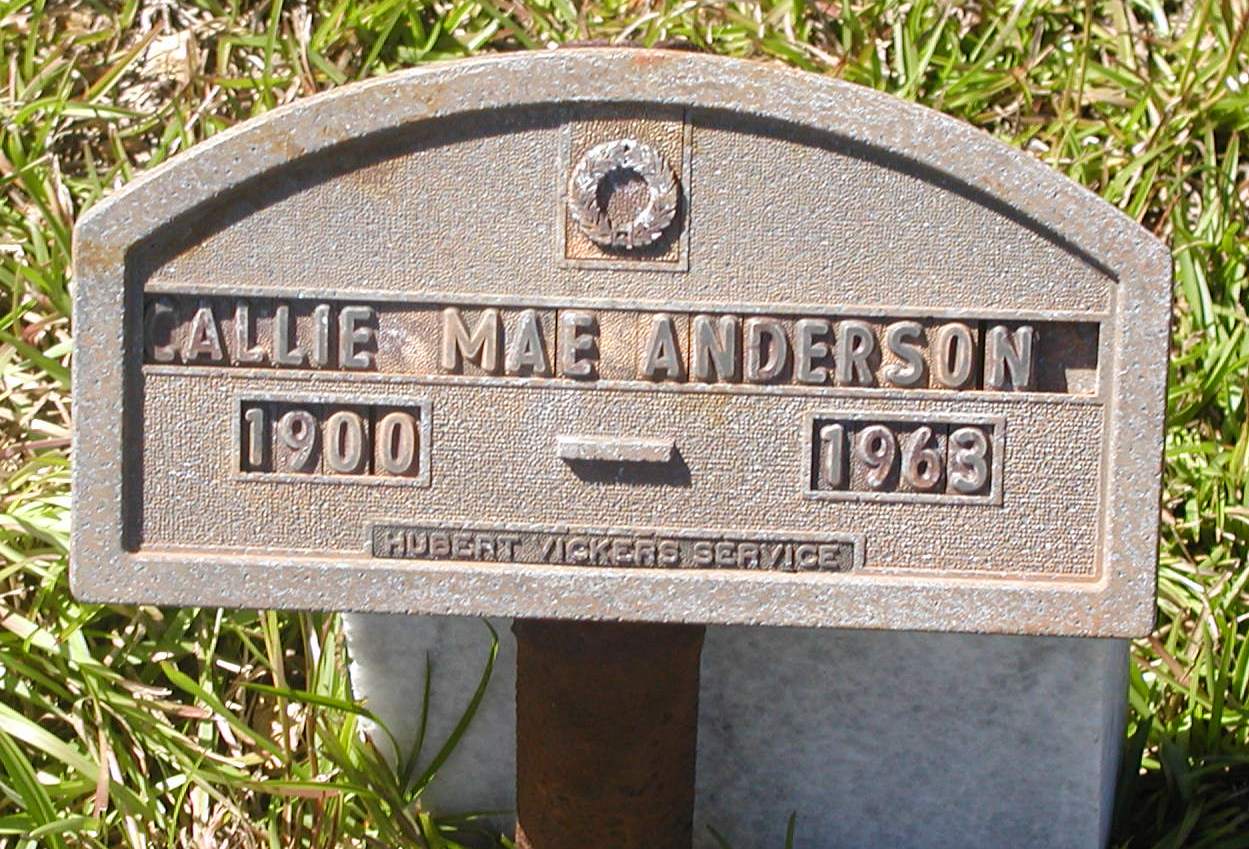 CALLIE MAE ANDERSON
1900 — 1963
HUBERT VICKERS SERVICE